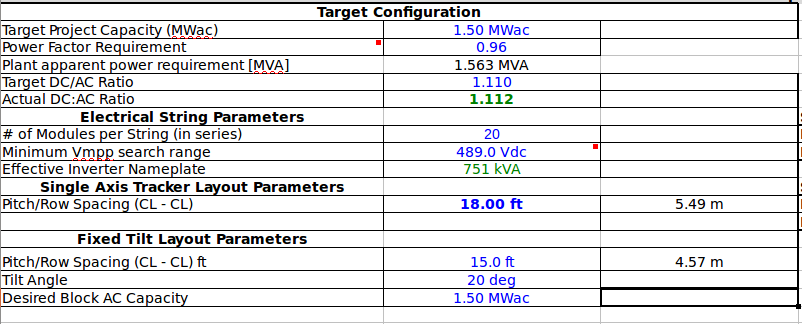 Target Configuration
Target Project Capacity (MWac) 1.50 MWac
Power Factor Requirement 0.96
Plant apparent power requirement [MVA] 1.563 MVA
Target DC/AC Ratio 1.110
Actual DC:AC Ratio 1.112
Electrical String Parameters
# of Modules per String (in series) 20
Minimum Vmpp search range 489.0 Vdc
Effective Inverter Nameplate 751 kVA
Single Axis Tracker Layout Parameters
Pitch/Row Spacing (CL - CL) 18.00 ft 5.49 m
Fixed Tilt Layout Parameters
Pitch/Row Spacing (CL - CL) ft 15.0 ft 4.57 m
Tilt Angle 20 deg
Desired Block AC Capacity 1.50 MWac